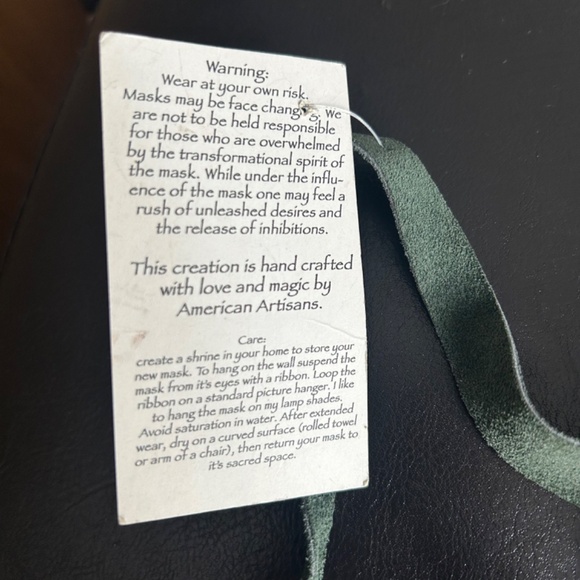 Warning:
Wear at your own risk.
Masks may be face changing. We
are not to be held responsible
for those who are overwhelmed
by the transformational spirit of
the mask. While under the influ-
ence of the mask one may feel a
rush of unleashed desires and
the release of inhibitions.
This creation is hand crafted
with love and magic by
American Artisans.
Care:
create a shrine in your home to store your
new mask. To hang on the wall suspend the
mask from it's eyes with a ribbon. Loop the
ribbon on a standard picture hanger. I like
to hang the mask on my lamp shades.
Avoid saturation in water. After extended
wear, dry on a curved surface (rolled towel
or arm of a chair), then return your mask to
it's sacred space.